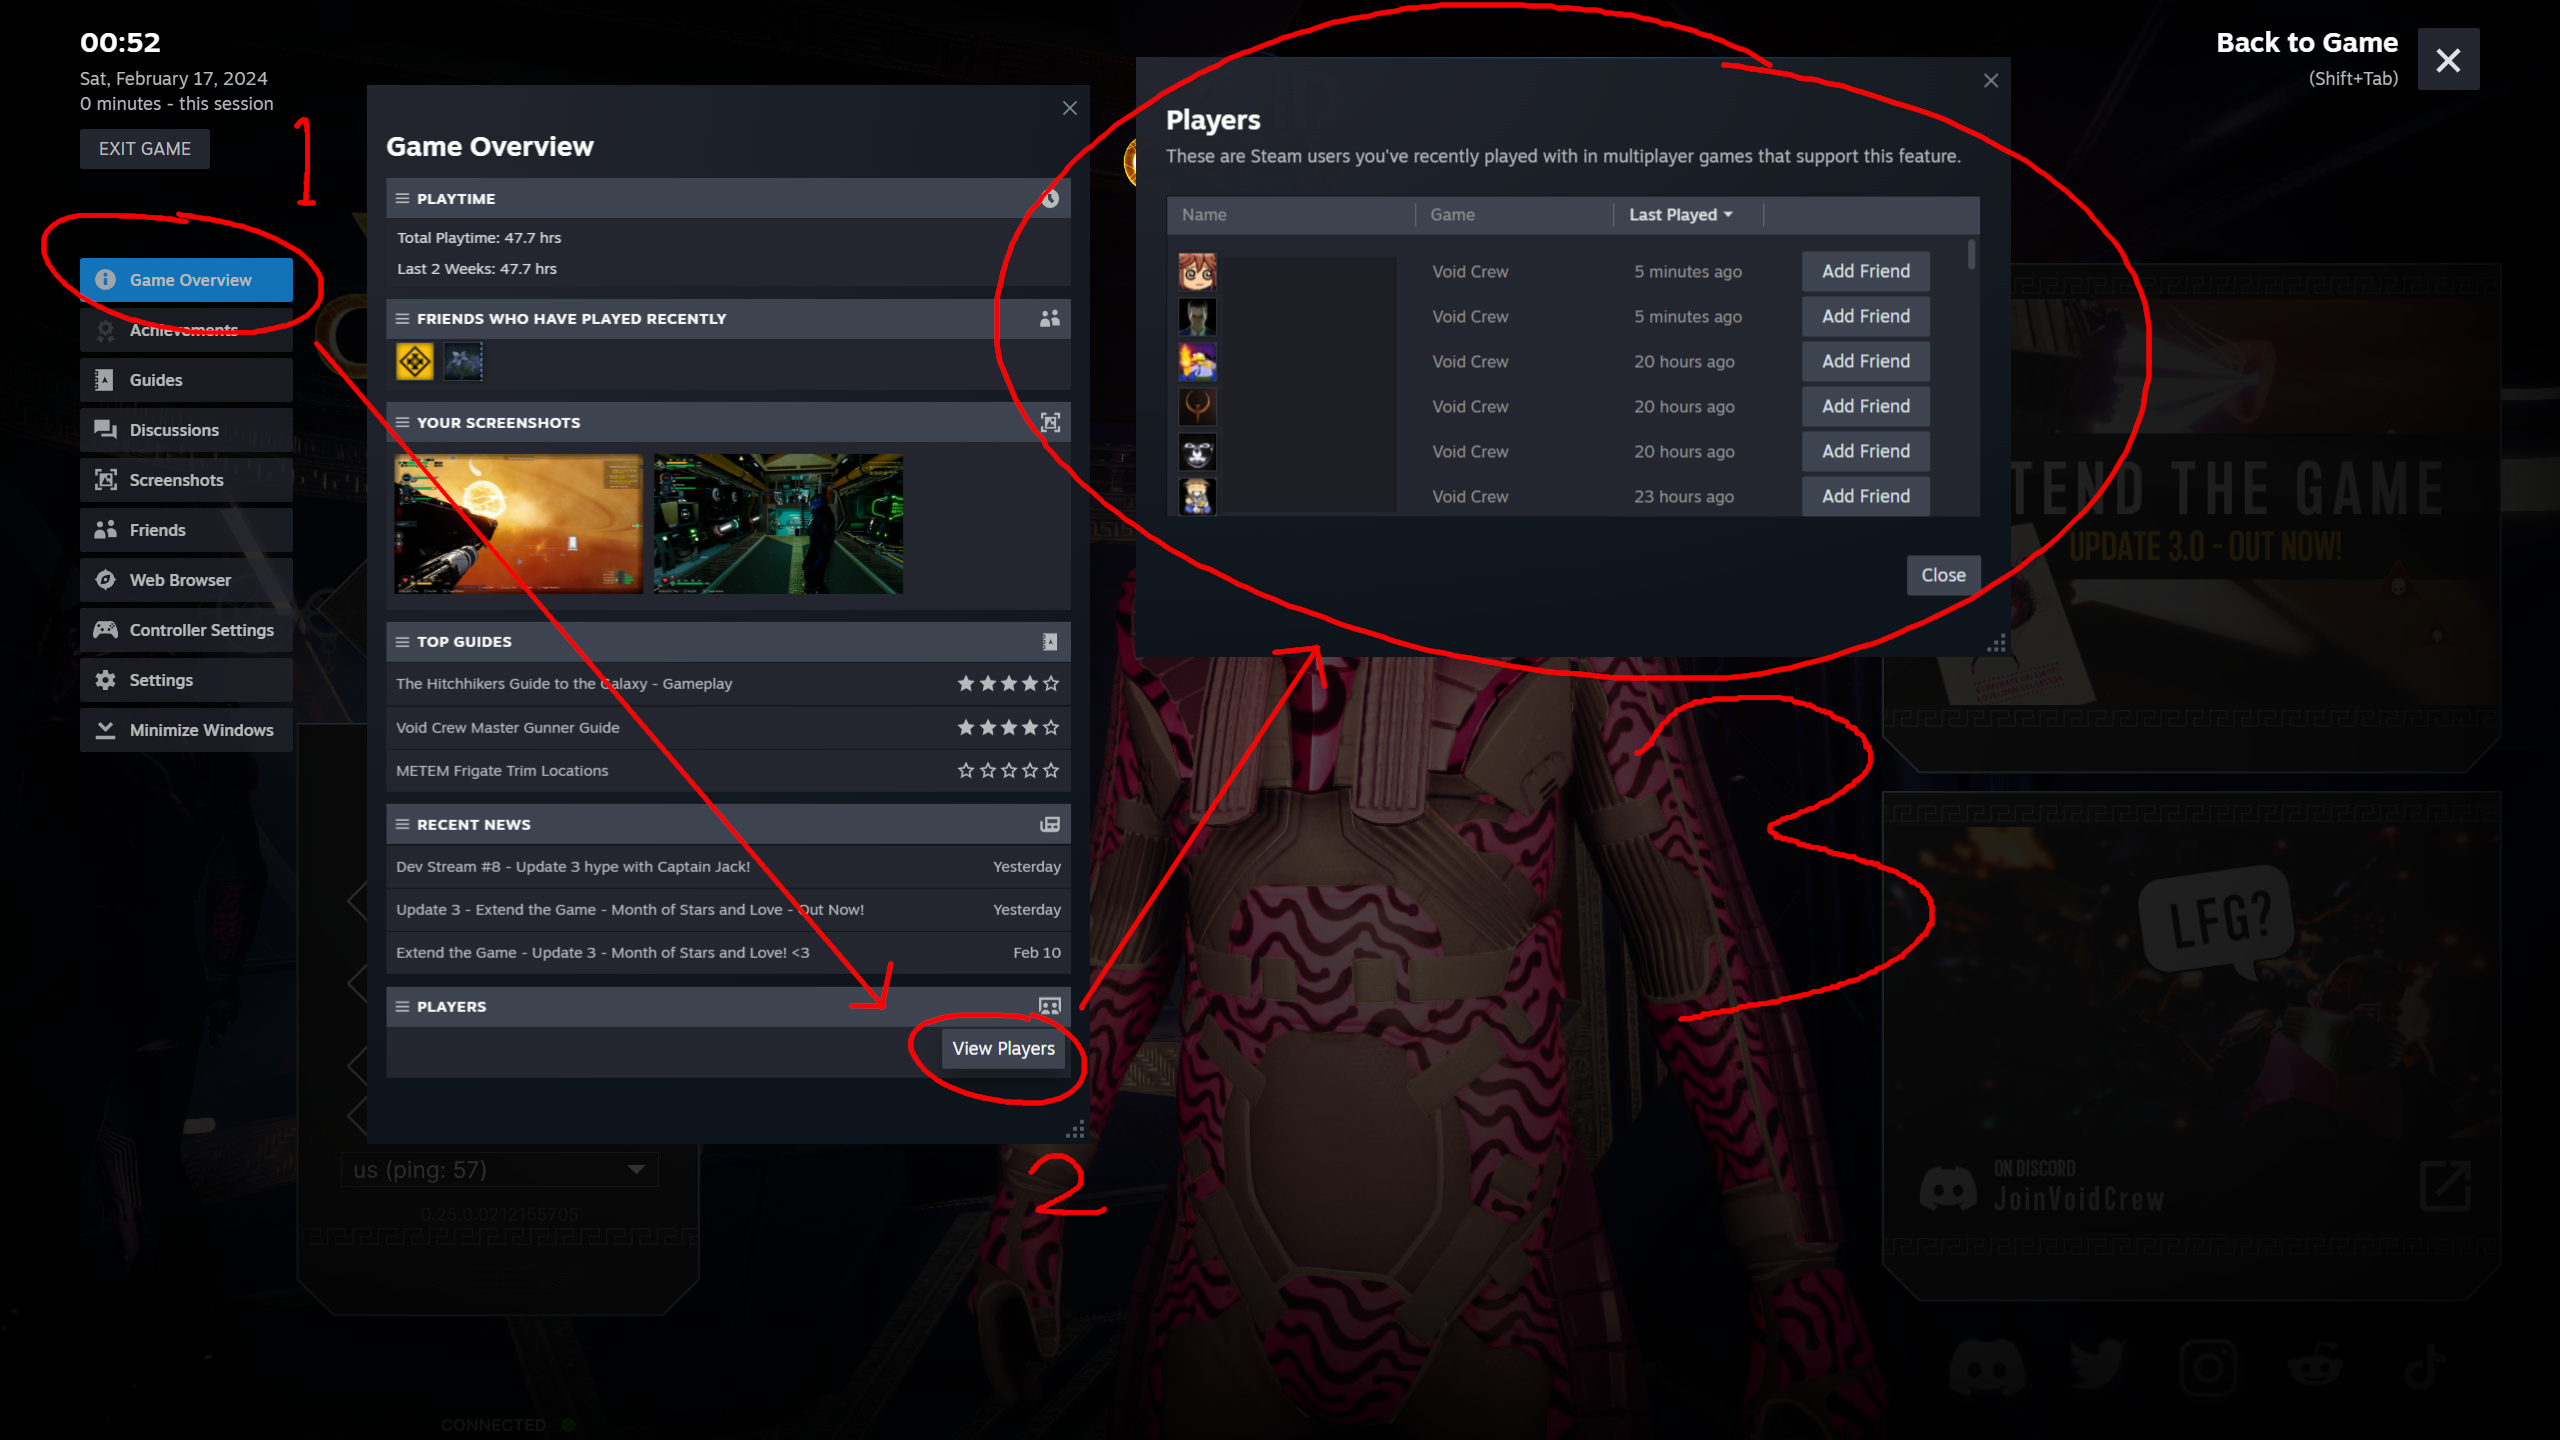 00:52
Sat, February 17, 2024
0 minutes - this session
EXIT GAME
1
Game Overview
Achievements
Guides
Discussions
Screenshots
Friends
Web Browser
Controller Settings
Settings
Minimize Windows
Game Overview
PLAYTIME
Total Playtime: 47.7 hrs
Last 2 Weeks: 47.7 hrs
FRIENDS WHO HAVE PLAYED RECENTLY
YOUR SCREENSHOTS
TOP GUIDES
The Hitchhikers Guide to the Galaxy - Gameplay
Void Crew Master Gunner Guide
METEM Frigate Trim Locations
RECENT NEWS
Dev Stream #8 - Update 3 hype with Captain Jack! Yesterday
Update 3 - Extend the Game - Month of Stars and Love - Out Now! Yesterday
Extend the Game - Update 3 - Month of Stars and Love! <3 Feb 10
PLAYERS
View Players
2
us (ping: 57)
0.25.0.0212155705
CONNECTED
Players
These are Steam users you've recently played with in multiplayer games that support this feature.
Name Game Last Played
Void Crew 5 minutes ago Add Friend
Void Crew 5 minutes ago Add Friend
Void Crew 20 hours ago Add Friend
Void Crew 20 hours ago Add Friend
Void Crew 20 hours ago Add Friend
Void Crew 23 hours ago Add Friend
Close
3
Back to Game
(Shift+Tab)
TEND THE GAME
UPDATE 3.0 - OUT NOW!
LFG?
ON DISCORD
JoinVoidCrew